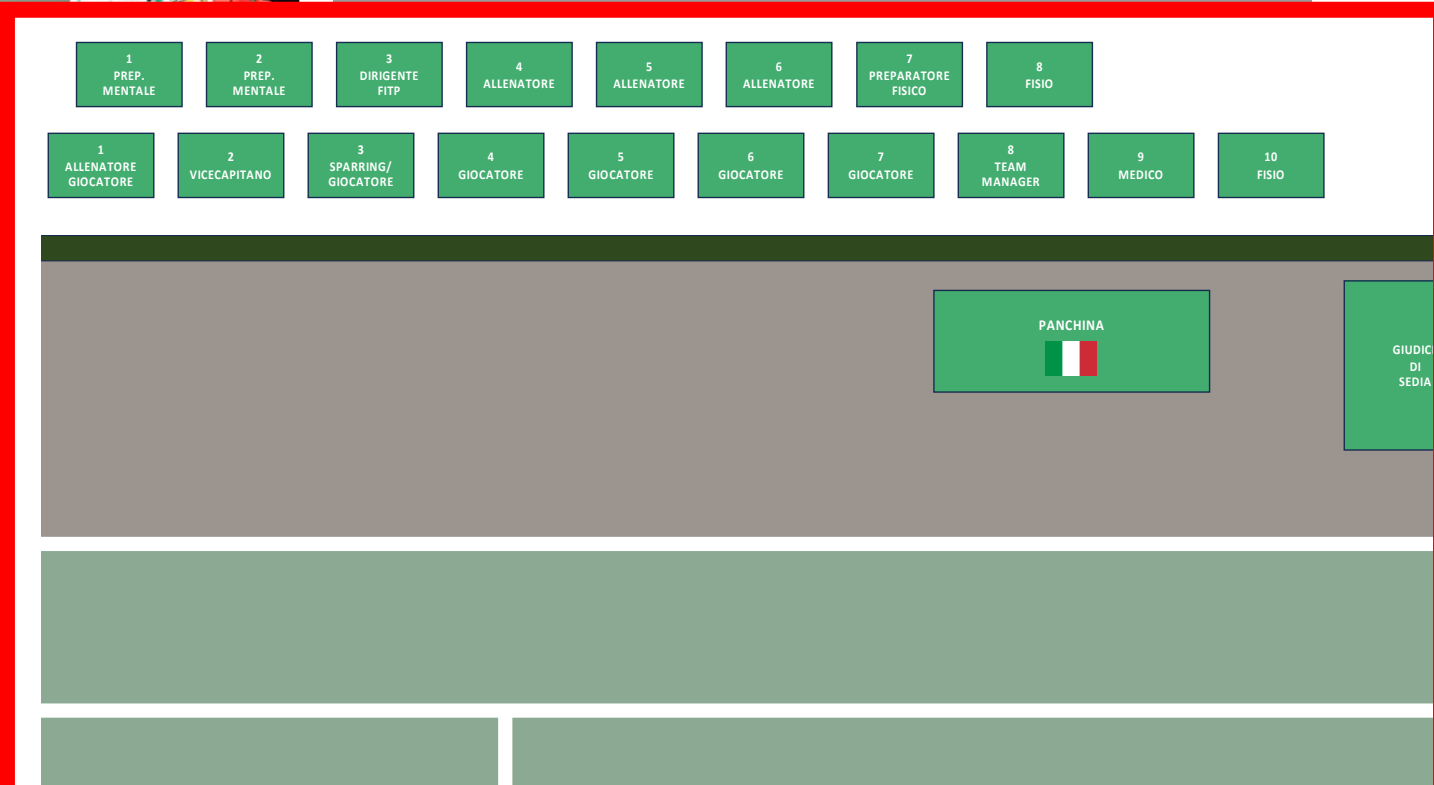 1
PREP.
MENTALE
2
PREP.
MENTALE
3
DIRIGENTE
FITP
4
ALLENATORE
5
ALLENATORE
6
ALLENATORE
7
PREPARATORE
FISICO
8
FISIO
1
ALLENATORE
GIOCATORE
2
VICECAPITANO
3
SPARRING/
GIOCATORE
4
GIOCATORE
5
GIOCATORE
6
GIOCATORE
7
GIOCATORE
8
TEAM
MANAGER
9
MEDICO
10
FISIO
PANCHINA
GIUDIC
DI
SEDIA